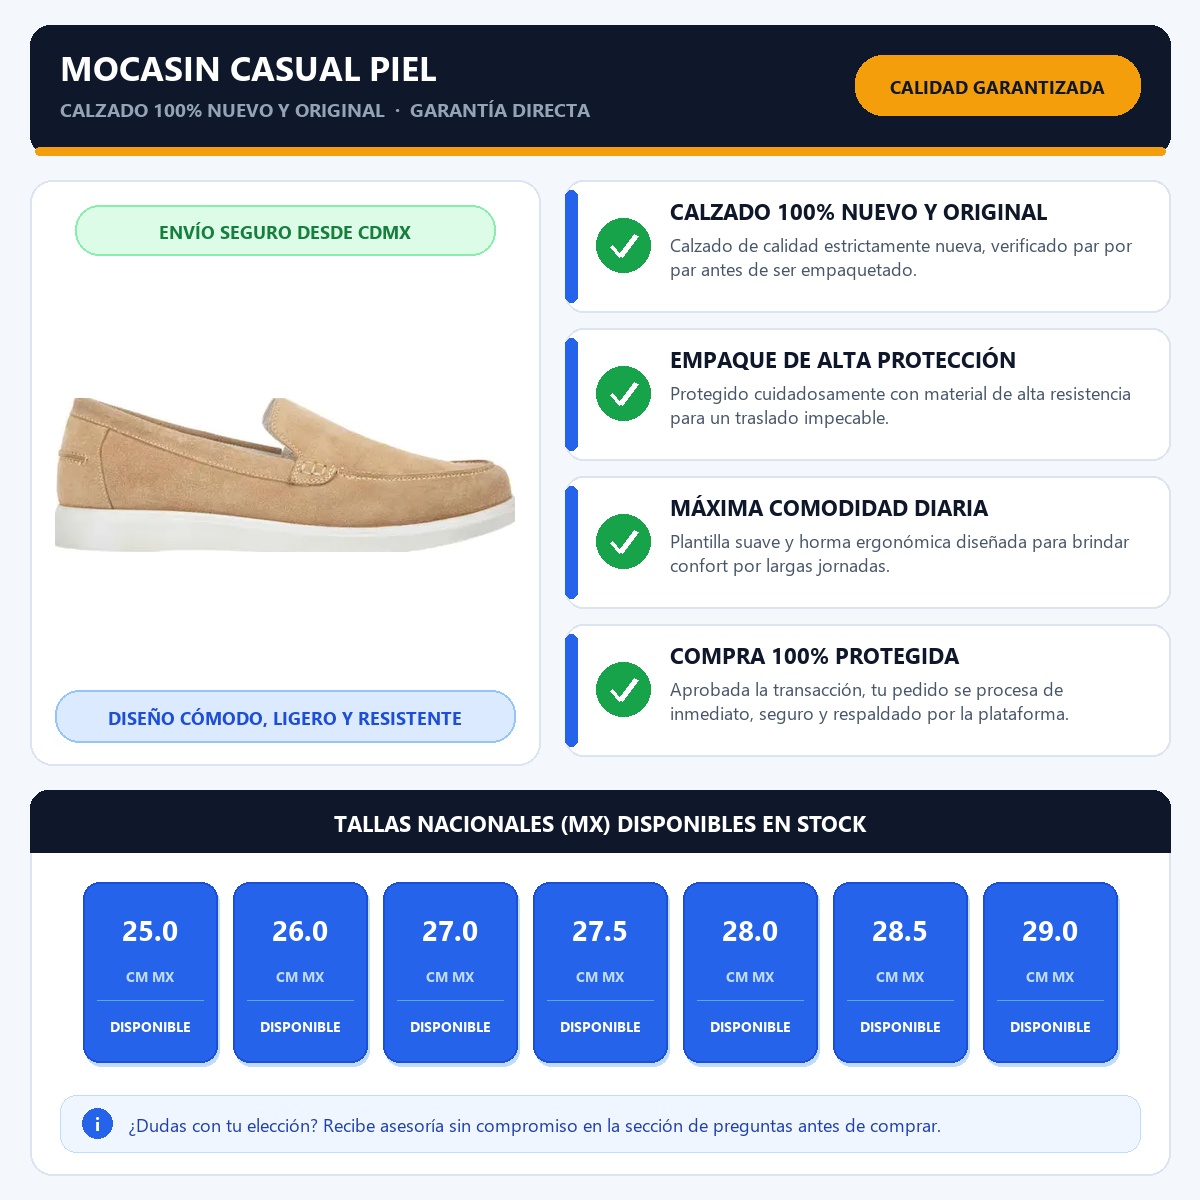 MOCASIN CASUAL PIEL
CALZADO 100% NUEVO Y ORIGINAL · GARANTÍA DIRECTA
CALIDAD GARANTIZADA
ENVÍO SEGURO DESDE CDMX
DISEÑO CÓMODO, LIGERO Y RESISTENTE
CALZADO 100% NUEVO Y ORIGINAL
Calzado de calidad estrictamente nueva, verificado par por
par antes de ser empaquetado.
EMPAQUE DE ALTA PROTECCIÓN
Protegido cuidadosamente con material de alta resistencia
para un traslado impecable.
MÁXIMA COMODIDAD DIARIA
Plantilla suave y horma ergonómica diseñada para brindar
confort por largas jornadas.
COMPRA 100% PROTEGIDA
Aprobada la transacción, tu pedido se procesa de
inmediato, seguro y respaldado por la plataforma.
TALLAS NACIONALES (MX) DISPONIBLES EN STOCK
25.0
CM MX
DISPONIBLE
26.0
CM MX
DISPONIBLE
27.0
CM MX
DISPONIBLE
27.5
CM MX
DISPONIBLE
28.0
CM MX
DISPONIBLE
28.5
CM MX
DISPONIBLE
29.0
CM MX
DISPONIBLE
¿Dudas con tu elección? Recibe asesoría sin compromiso en la sección de preguntas antes de comprar.